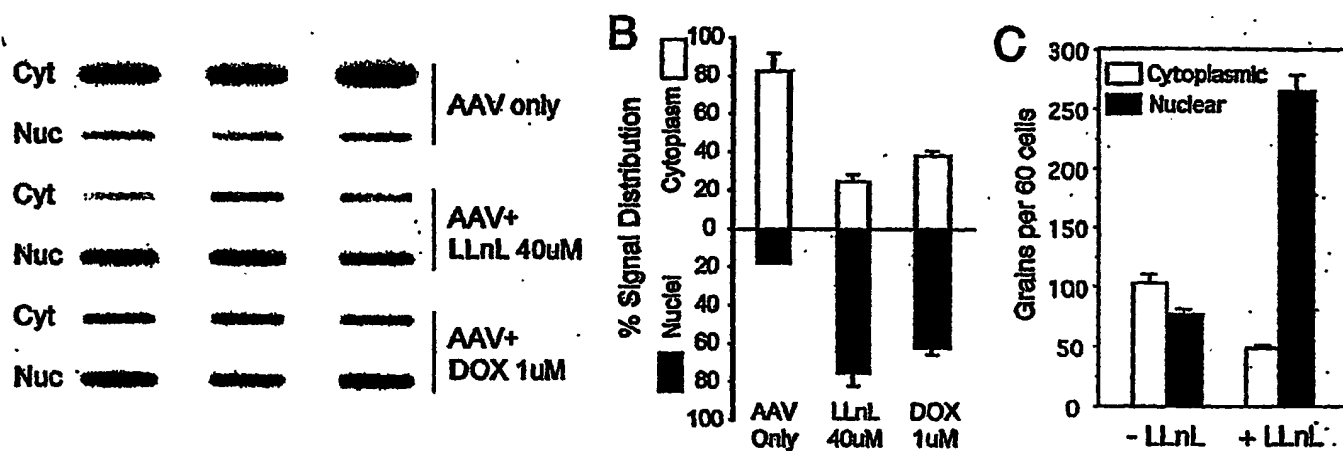 Cyt
Nuc
AAV only
Cyt
Nuc
AAV+
LLnL 40uM
Cyt
Nuc
AAV+
DOX 1uM
B
% Signal Distribution
Nuclei
Cytoplasm
100
80
60
40
20
0
20
40
60
80
100
AAV
Only
LLnL
40uM
DOX
1uM
C
Grains per 60 cells
300
250
200
150
100
50
0
Cytoplasmic
Nuclear
- LLnL
+ LLnL